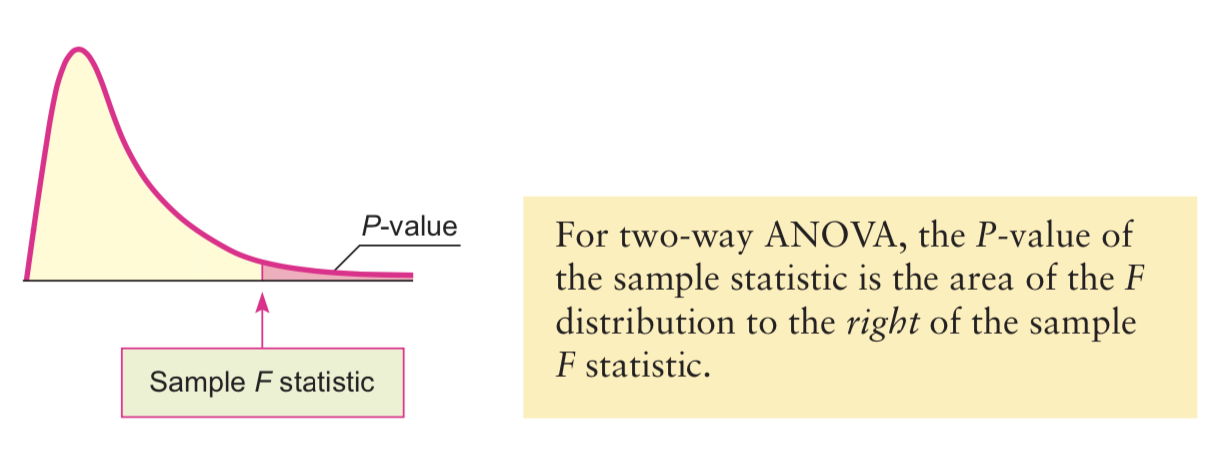 P-value
Sample F statistic
For two-way ANOVA, the P-value of
the sample statistic is the area of the F
distribution to the right of the sample
F statistic.